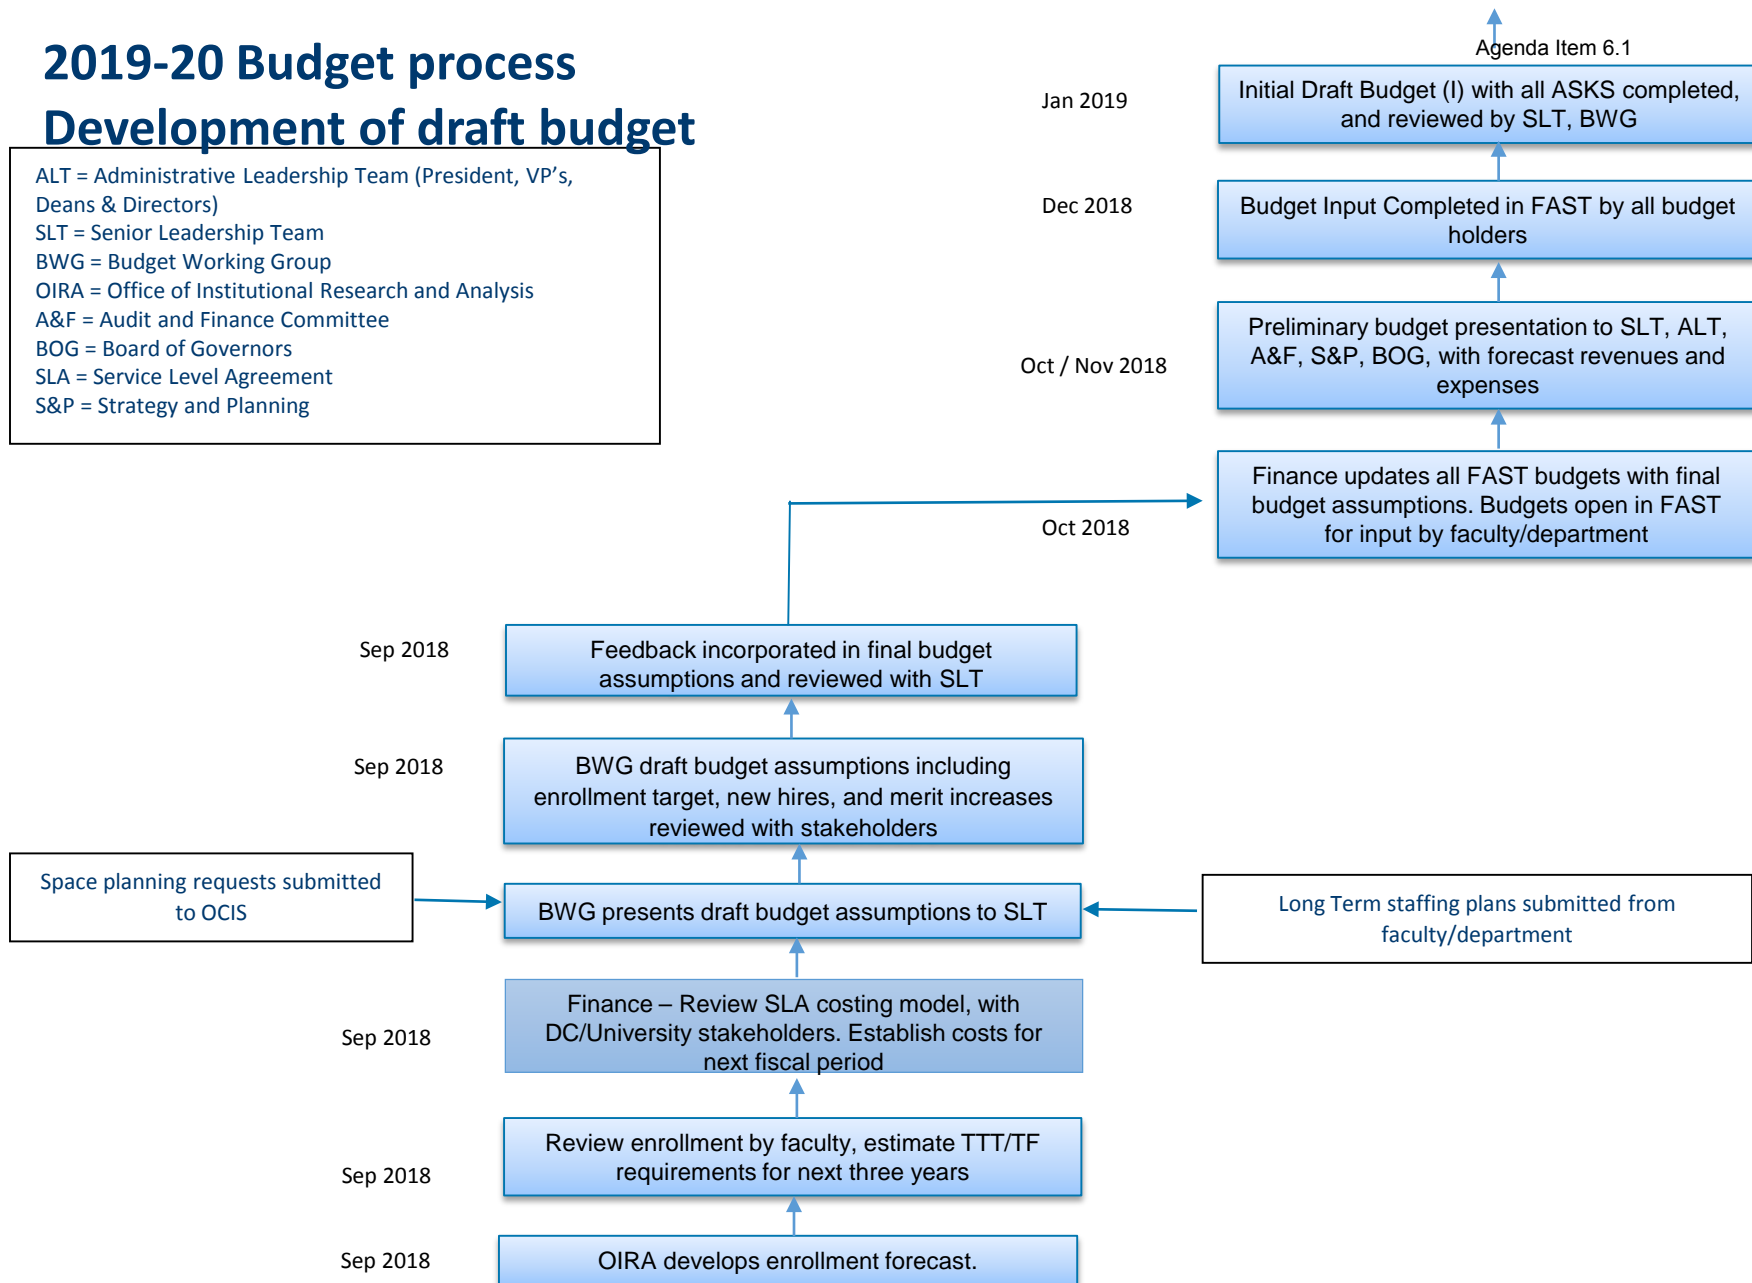 2019-20 Budget process
Development of draft budget
ALT = Administrative Leadership Team (President, VP's,
Deans & Directors)
SLT = Senior Leadership Team
BWG = Budget Working Group
OIRA = Office of Institutional Research and Analysis
A&F = Audit and Finance Committee
BOG = Board of Governors
SLA = Service Level Agreement
S&P = Strategy and Planning
Agenda Item 6.1
Jan 2019
Initial Draft Budget (I) with all ASKS completed,
and reviewed by SLT, BWG
Dec 2018
Budget Input Completed in FAST by all budget
holders
Oct / Nov 2018
Preliminary budget presentation to SLT, ALT,
A&F, S&P, BOG, with forecast revenues and
expenses
Oct 2018
Finance updates all FAST budgets with final
budget assumptions. Budgets open in FAST
for input by faculty/department
Sep 2018
Feedback incorporated in final budget
assumptions and reviewed with SLT
Sep 2018
BWG draft budget assumptions including
enrollment target, new hires, and merit increases
reviewed with stakeholders
Space planning requests submitted
to OCIS
BWG presents draft budget assumptions to SLT
Long Term staffing plans submitted from
faculty/department
Sep 2018
Finance – Review SLA costing model, with
DC/University stakeholders. Establish costs for
next fiscal period
Sep 2018
Review enrollment by faculty, estimate TTT/TF
requirements for next three years
Sep 2018
OIRA develops enrollment forecast.